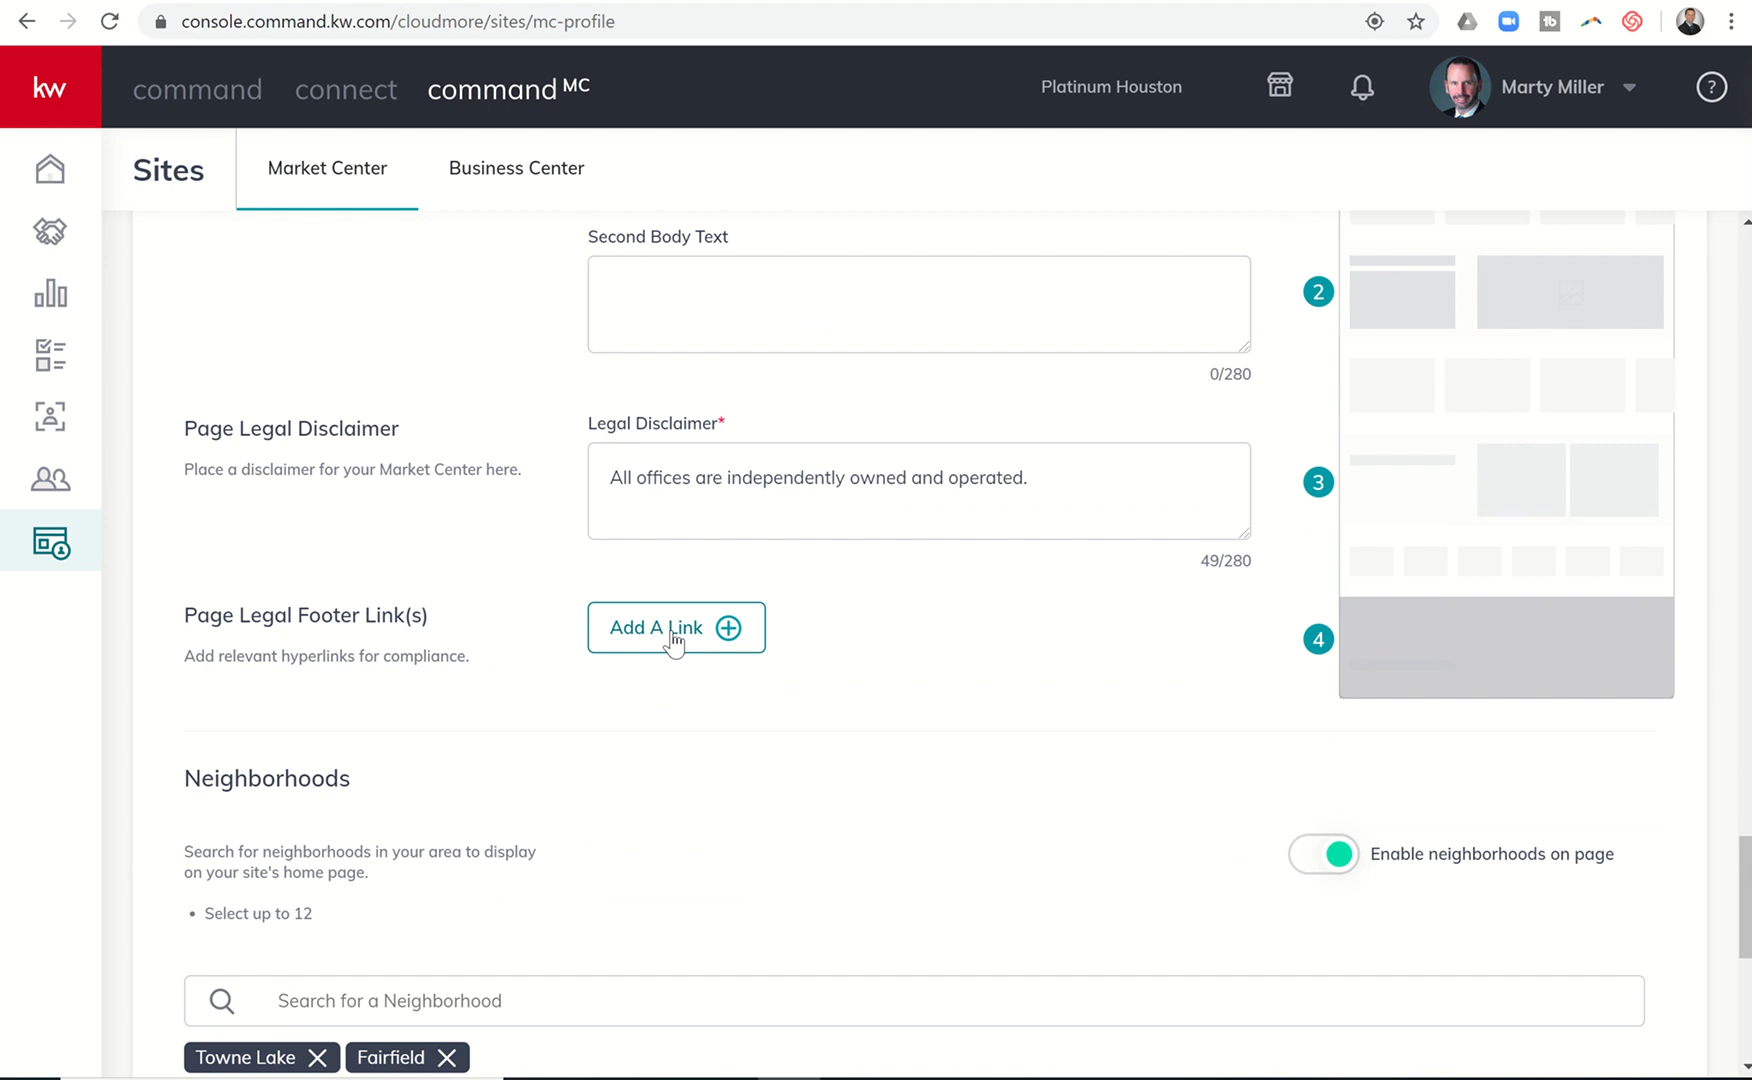 console.command.kw.com/cloudmore/sites/mc-profile
kw command connect command MC Platinum Houston Marty Miller ?
Sites Market Center Business Center
Second Body Text
2
0/280
Page Legal Disclaimer
Place a disclaimer for your Market Center here.
Legal Disclaimer*
All offices are independently owned and operated.
3
49/280
Page Legal Footer Link(s)
Add relevant hyperlinks for compliance.
Add A Link
4
Neighborhoods
Search for neighborhoods in your area to display
on your site's home page.
• Select up to 12
Enable neighborhoods on page
Search for a Neighborhood
Towne Lake Fairfield